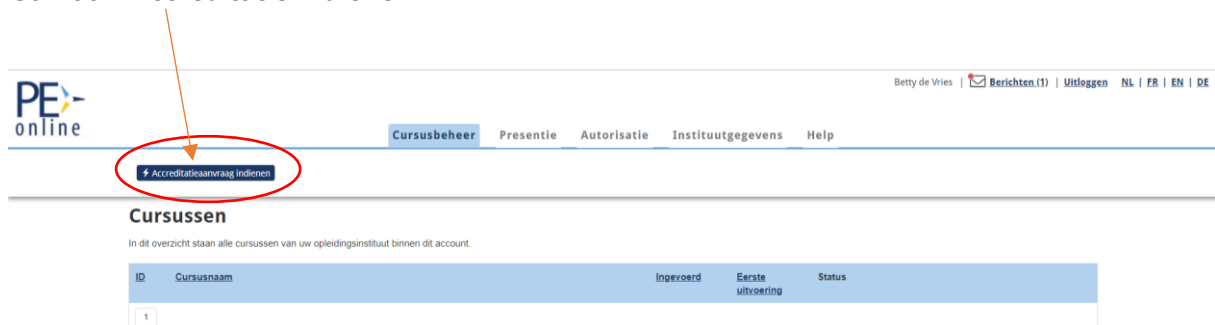 Betty de Vries | Berichten (1) | Uitloggen NL | FR | EN | DE
PE
online
Cursusbeheer Presentie Autorisatie Instituutgegevens Help
Accreditatieaanvraag indienen
Cursussen
In dit overzicht staan alle cursussen van uw opleidingsinstituut binnen dit account.
ID Cursusnaam Ingevoerd Eerste uitvoering Status
1